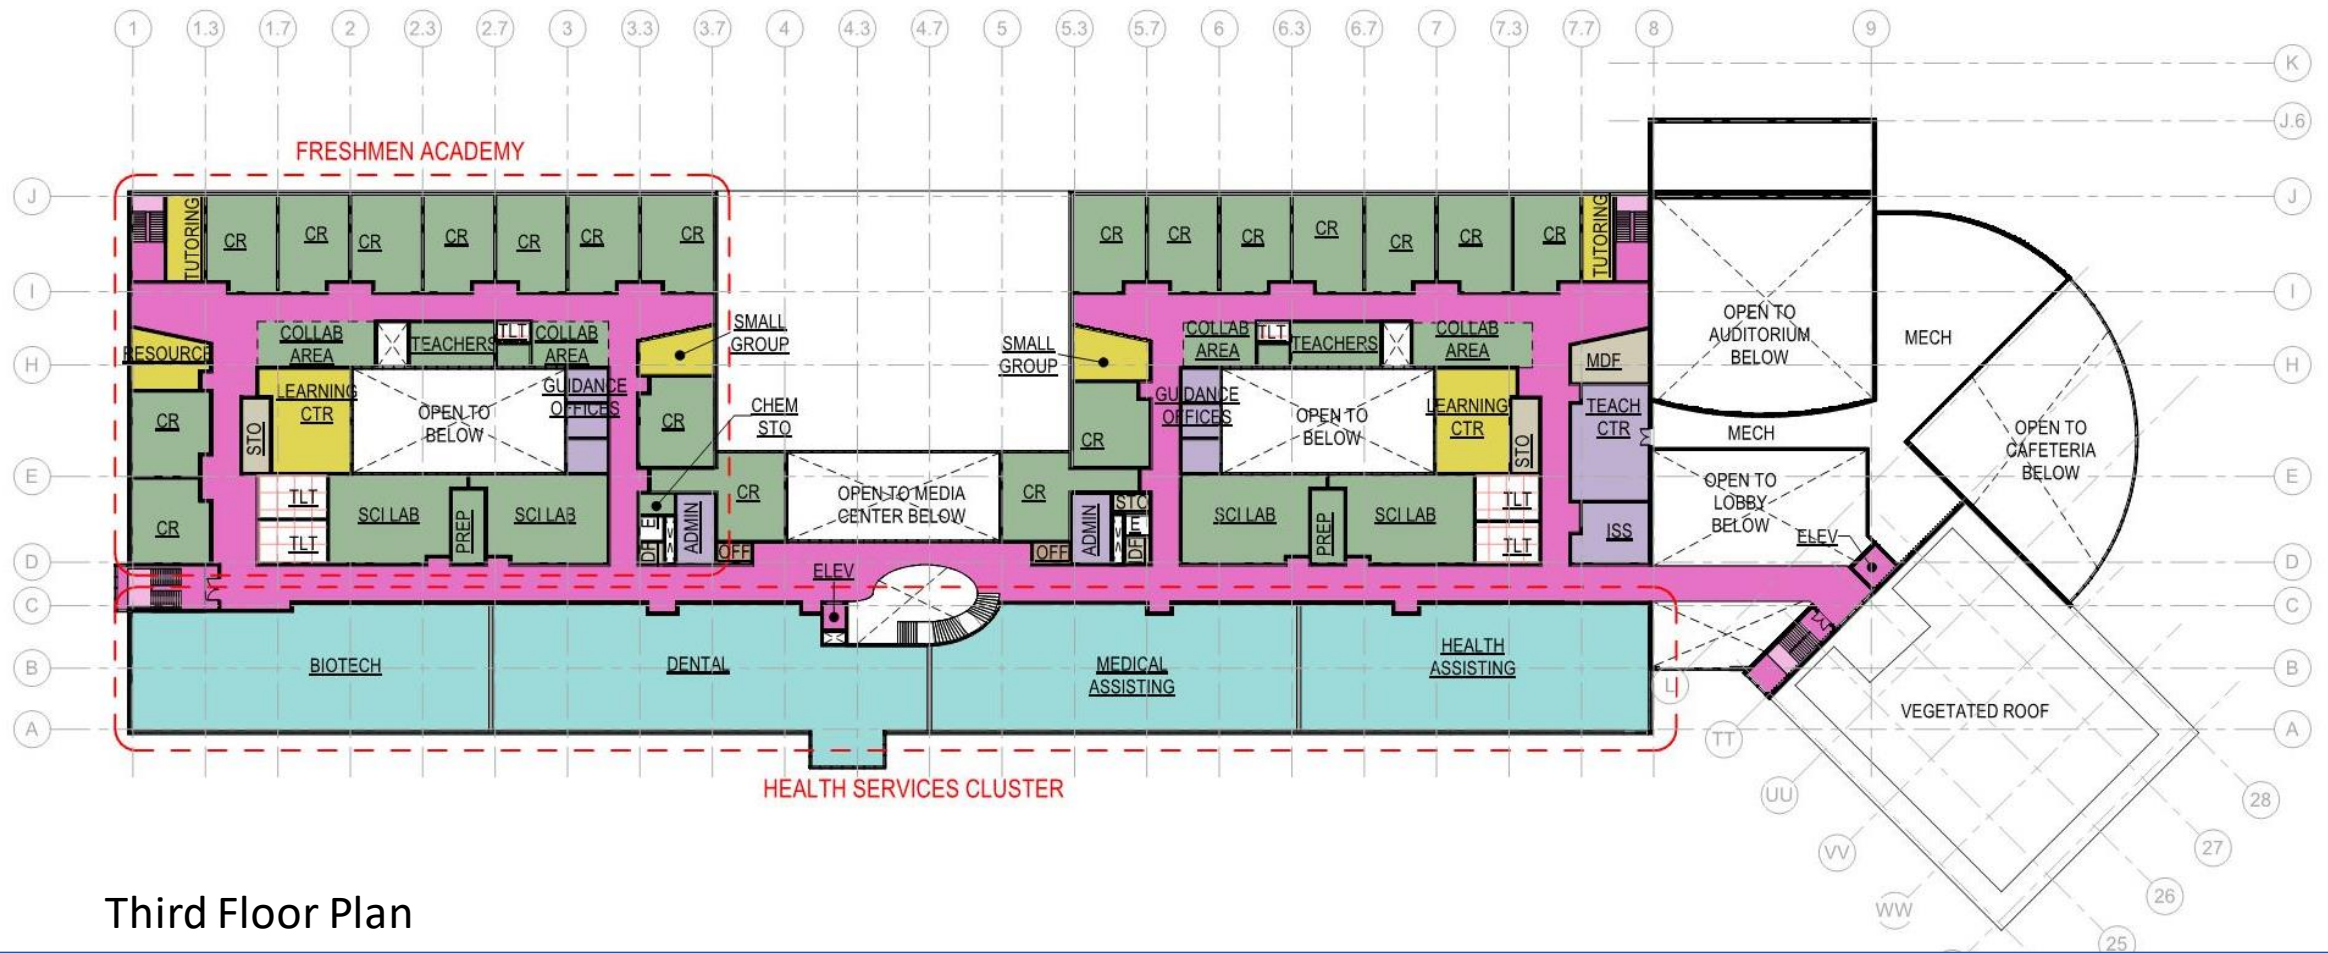 1 1.3 1.7 2 2.3 2.7 3 3.3 3.7 4 4.3 4.7 5 5.3 5.7 6 6.3 6.7 7 7.3 7.7 8 9
K
J.6
FRESHMEN ACADEMY
J J
TUTORING CR CR CR CR CR CR CR
CR CR CR CR CR CR CR TUTORING
I I
SMALL
GROUP
SMALL
GROUP
COLLAB
AREA
TEACHERS
TLT
COLLAB
AREA
COLLAB
AREA
TLT
TEACHERS
COLLAB
AREA
OPEN TO
AUDITORIUM
BELOW
MECH
RESOURCE
MDF
H H
LEARNING
CTR
OPEN TO
BELOW
GUIDANCE
OFFICES
CR
CR
STO
CHEM
STO
CR
GUIDANCE
OFFICES
OPEN TO
BELOW
LEARNING
CTR
STO
TEACH
CTR
MECH
OPEN TO
CAFETERIA
BELOW
E E
CR
TLT
TLT
SCI LAB
PREP
SCI LAB
E
DF
ADMIN
CR
OFF
OPEN TO MEDIA
CENTER BELOW
CR
OFF
ADMIN
STO
E
DF
SCI LAB
PREP
SCI LAB
TLT
TLT
ISS
OPEN TO
LOBBY
BELOW
ELEV
D D
ELEV
C C
BIOTECH
DENTAL
MEDICAL
ASSISTING
HEALTH
ASSISTING
B B
L
VEGETATED ROOF
A A
TT
UU
VV
WW
28
27
26
25
HEALTH SERVICES CLUSTER
Third Floor Plan